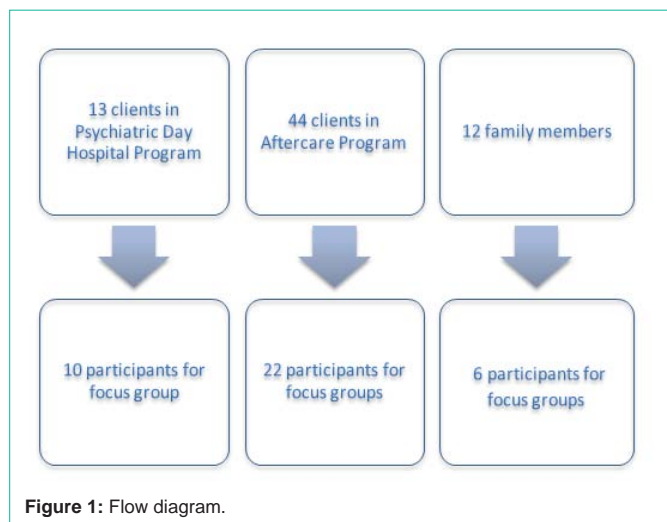 13 clients in
Psychiatric Day
Hospital Program
44 clients in
Aftercare Program
12 family members
10 participants for
focus group
22 participants for
focus groups
6 participants for
focus groups
Figure 1: Flow diagram.